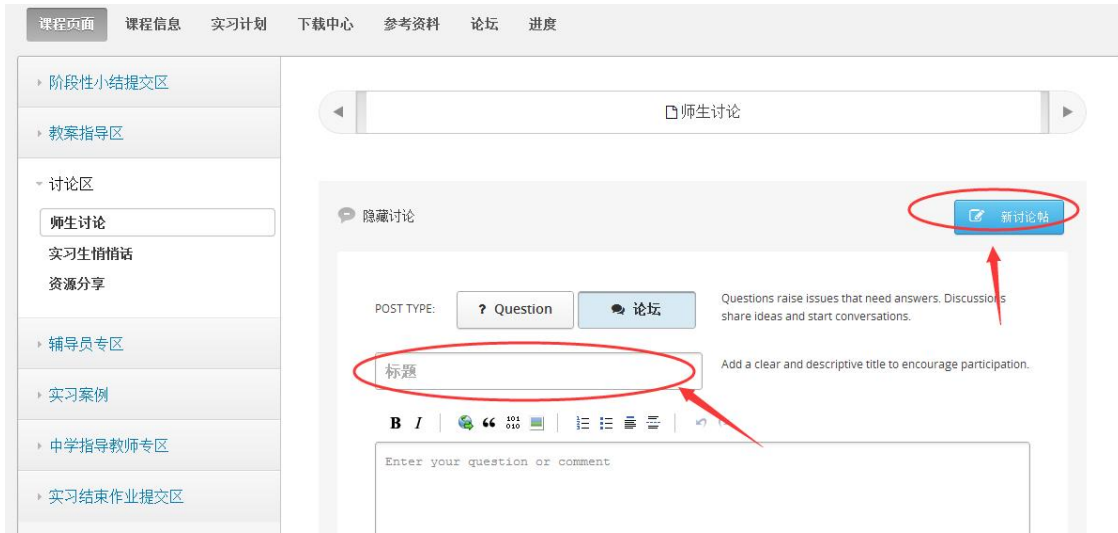 课程页面 课程信息 实习计划 下载中心 参考资料 论坛 进度
阶段性小结提交区
教案指导区
讨论区
师生讨论
实习生悄悄话
资源分享
辅导员专区
实习案例
中学指导教师专区
实习结束作业提交区
师生讨论
隐藏讨论
新讨论帖
POST TYPE:
? Question
论坛
Questions raise issues that need answers. Discussions
share ideas and start conversations.
标题
Add a clear and descriptive title to encourage participation.
B I
Enter your question or comment